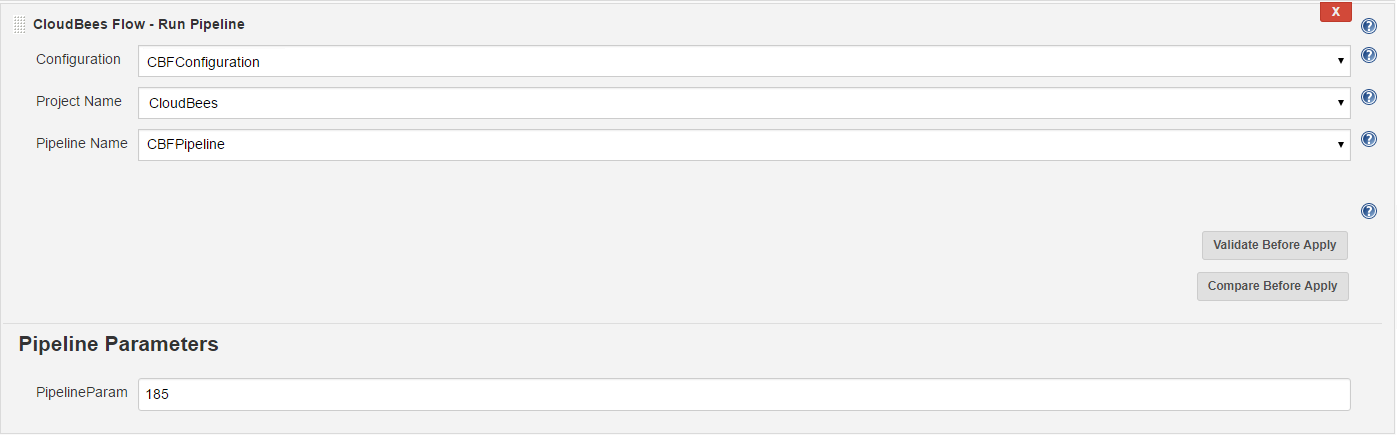 X
CloudBees Flow - Run Pipeline ?
Configuration CBFConfiguration ?
Project Name CloudBees ?
Pipeline Name CBFPipeline ?
?
Validate Before Apply
Compare Before Apply
Pipeline Parameters
PipelineParam 185